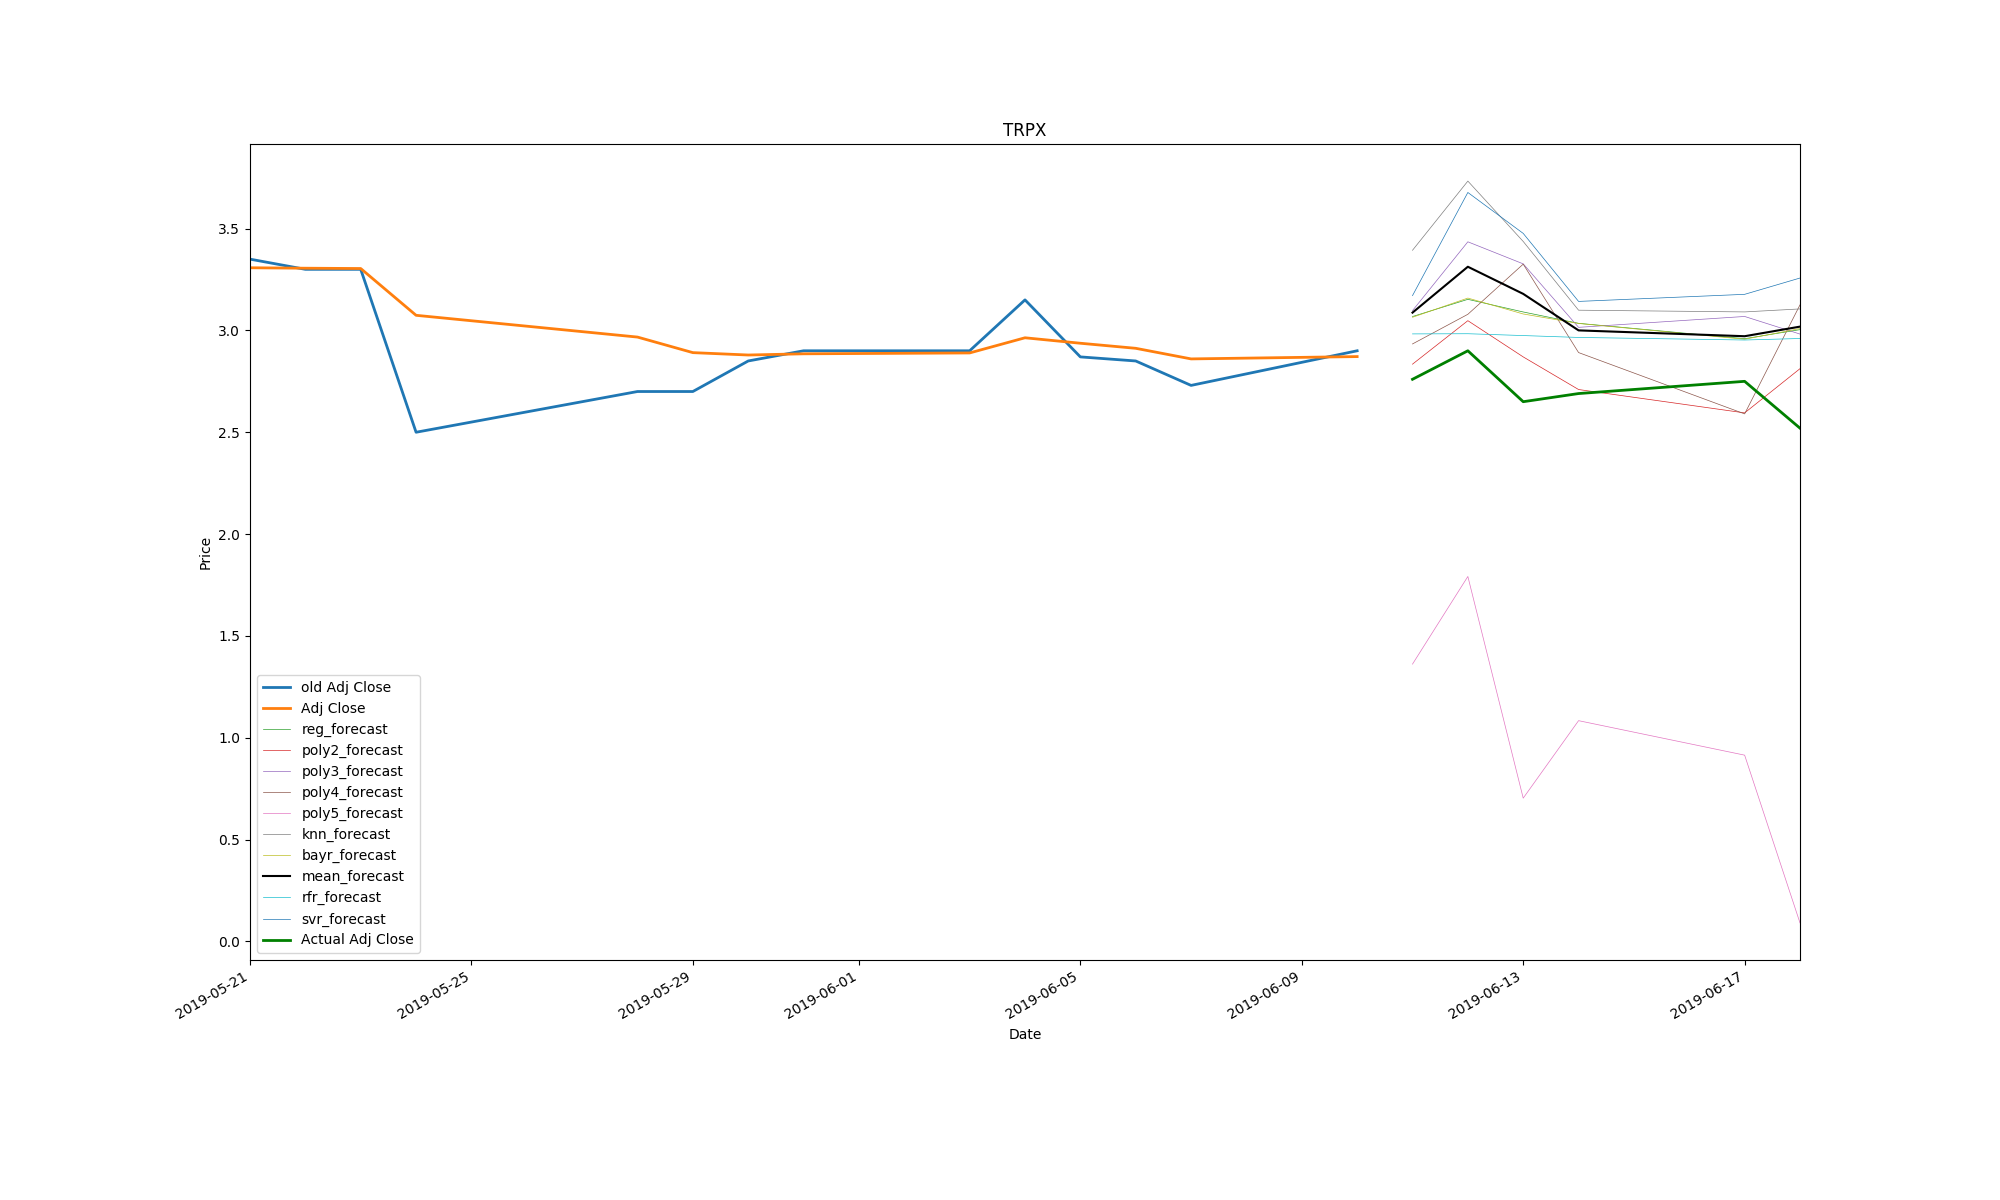 TRPX
3.5
3.0
2.5
2.0
1.5
1.0
0.5
0.0
Price
old Adj Close
Adj Close
reg_forecast
poly2_forecast
poly3_forecast
poly4_forecast
poly5_forecast
knn_forecast
bayr_forecast
mean_forecast
rfr_forecast
svr_forecast
Actual Adj Close
2019-05-21
2019-05-25
2019-05-29
2019-06-01
2019-06-05
2019-06-09
2019-06-13
2019-06-17
Date